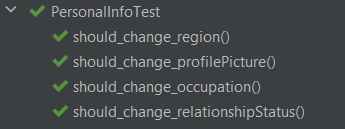 PersonalInfoTest
should_change_region()
should_change_profilePicture()
should_change_occupation()
should_change_relationshipStatus()